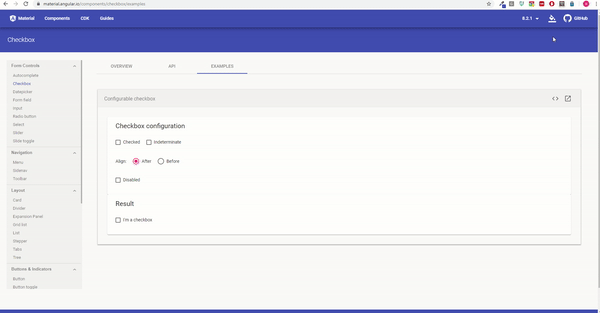 material.angular.io/components/checkbox/examples
Material Components CDK Guides 8.2.1 GitHub
Checkbox
Form Controls
Autocomplete
Checkbox
Datepicker
Form field
Input
Radio button
Select
Slider
Slide toggle
Navigation
Menu
Sidenav
Toolbar
Layout
Card
Divider
Expansion Panel
Grid list
List
Stepper
Tabs
Tree
Buttons & Indicators
Button
Button toggle
OVERVIEW API EXAMPLES
Configurable checkbox
Checkbox configuration
Checked Indeterminate
Align: After Before
Disabled
Result
I'm a checkbox